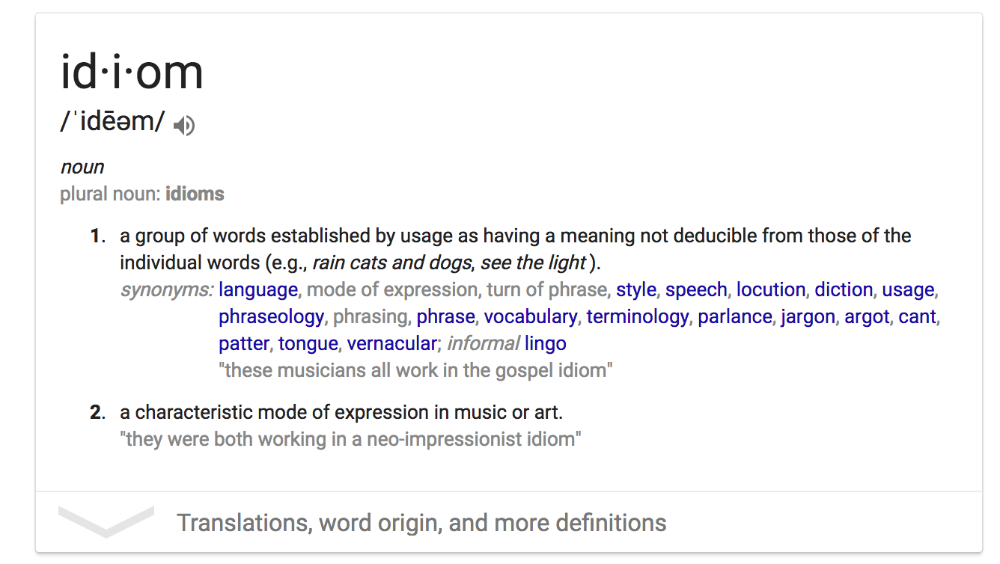 id·i·om
/ˈidēəm/
noun
plural noun: idioms
1. a group of words established by usage as having a meaning not deducible from those of the
individual words (e.g., rain cats and dogs, see the light).
synonyms: language, mode of expression, turn of phrase, style, speech, locution, diction, usage,
phraseology, phrasing, phrase, vocabulary, terminology, parlance, jargon, argot, cant,
patter, tongue, vernacular; informal lingo
"these musicians all work in the gospel idiom"
2. a characteristic mode of expression in music or art.
"they were both working in a neo-impressionist idiom"
Translations, word origin, and more definitions